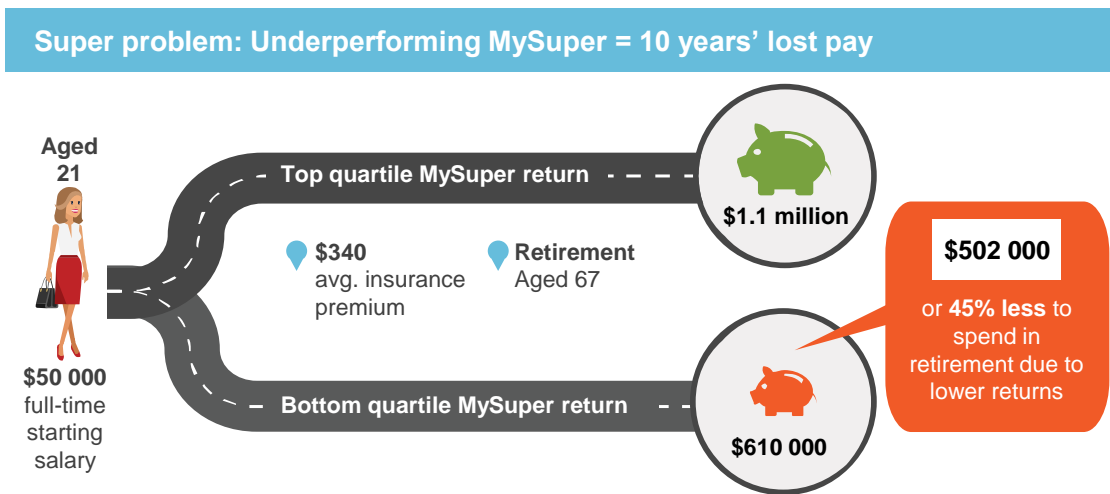 Super problem: Underperforming MySuper = 10 years’ lost pay
Aged
21
$50 000
full-time
starting
salary
Top quartile MySuper return
$1.1 million
$340
avg. insurance
premium
Retirement
Aged 67
Bottom quartile MySuper return
$610 000
$502 000
or 45% less to
spend in
retirement due to
lower returns